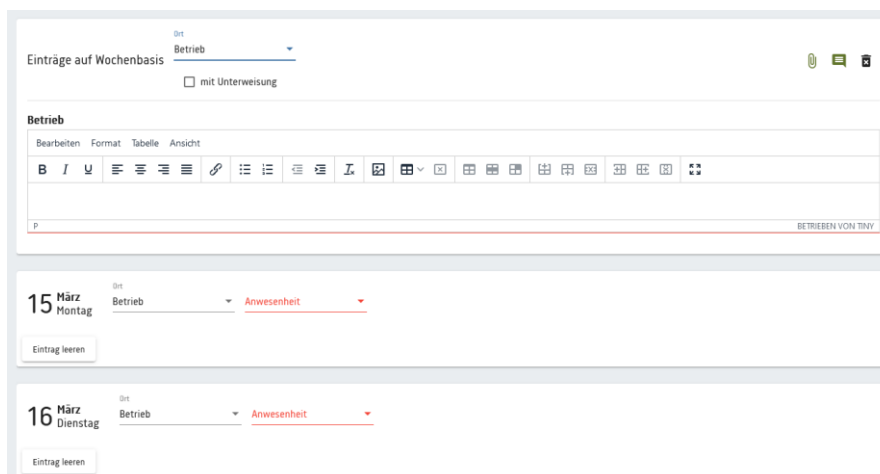 Ort
Einträge auf Wochenbasis Betrieb
mit Unterweisung
Betrieb
Bearbeiten Format Tabelle Ansicht
B I U
P BETRIEBEN VON TINY
Ort
15 März Montag Betrieb Anwesenheit
Eintrag leeren
Ort
16 März Dienstag Betrieb Anwesenheit
Eintrag leeren